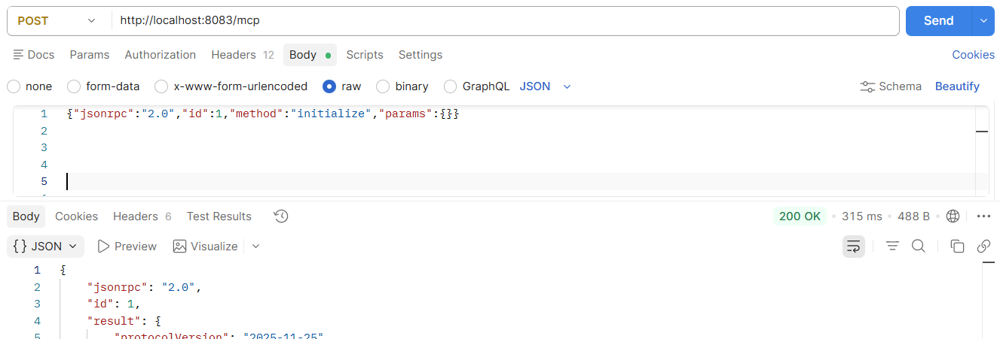 POST http://localhost:8083/mcp Send
Docs Params Authorization Headers 12 Body Scripts Settings Cookies
none form-data x-www-form-urlencoded raw binary GraphQL JSON Schema Beautify
1 {"jsonrpc":"2.0","id":1,"method":"initialize","params":{}}
2
3
4
5
Body Cookies Headers 6 Test Results 200 OK • 315 ms • 488 B •
{} JSON Preview Visualize
1 {
2 "jsonrpc": "2.0",
3 "id": 1,
4 "result": {
5 "protocolVersion": "2025-11-25"